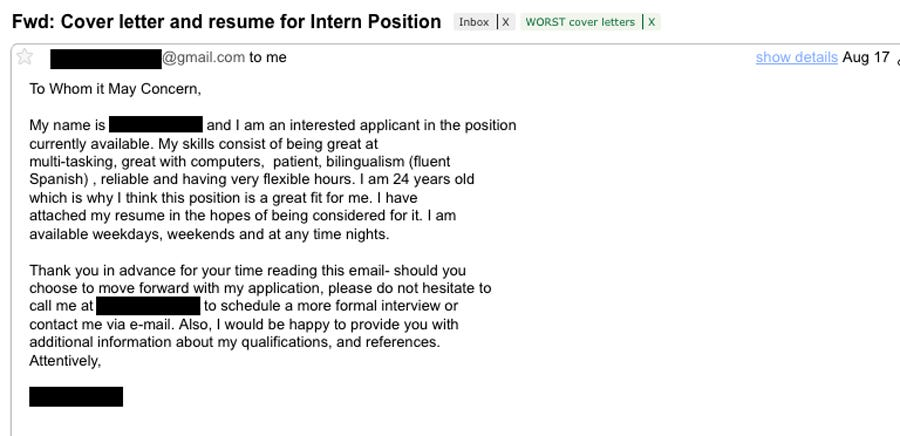 Fwd: Cover letter and resume for Intern Position Inbox | X WORST cover letters | X
@gmail.com to me show details Aug 17
To Whom it May Concern,
My name is and I am an interested applicant in the position
currently available. My skills consist of being great at
multi-tasking, great with computers, patient, bilingualism (fluent
Spanish) , reliable and having very flexible hours. I am 24 years old
which is why I think this position is a great fit for me. I have
attached my resume in the hopes of being considered for it. I am
available weekdays, weekends and at any time nights.
Thank you in advance for your time reading this email- should you
choose to move forward with my application, please do not hesitate to
call me at to schedule a more formal interview or
contact me via e-mail. Also, I would be happy to provide you with
additional information about my qualifications, and references.
Attentively,